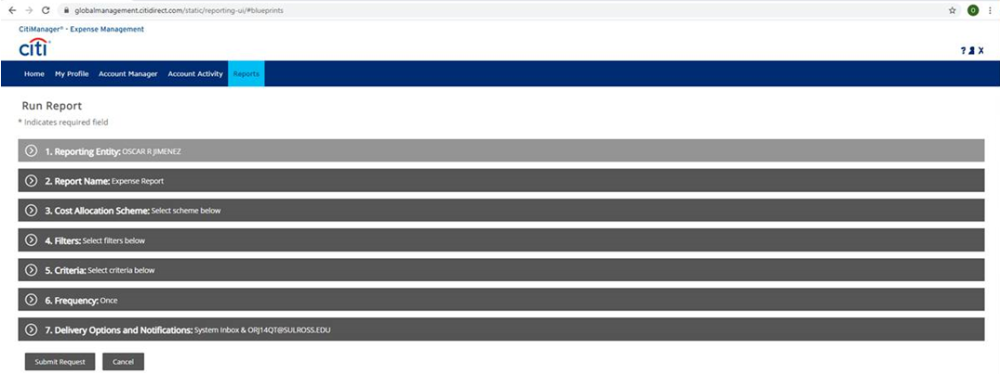 globalmanagement.citidirect.com/static/reporting-ui/#blueprints
O
CitiManager® - Expense Management
citi
? X
Home My Profile Account Manager Account Activity Reports
Run Report
* Indicates required field
1. Reporting Entity: OSCAR R JIMENEZ
2. Report Name: Expense Report
3. Cost Allocation Scheme: Select scheme below
4. Filters: Select filters below
5. Criteria: Select criteria below
6. Frequency: Once
7. Delivery Options and Notifications: System Inbox & ORJ14QT@SULROSS.EDU
Submit Request Cancel